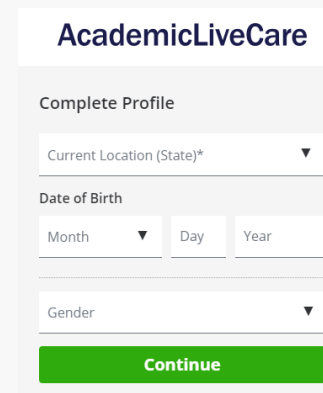 AcademicLiveCare
Complete Profile
Current Location (State)*
Date of Birth
Month Day Year
Gender
Continue